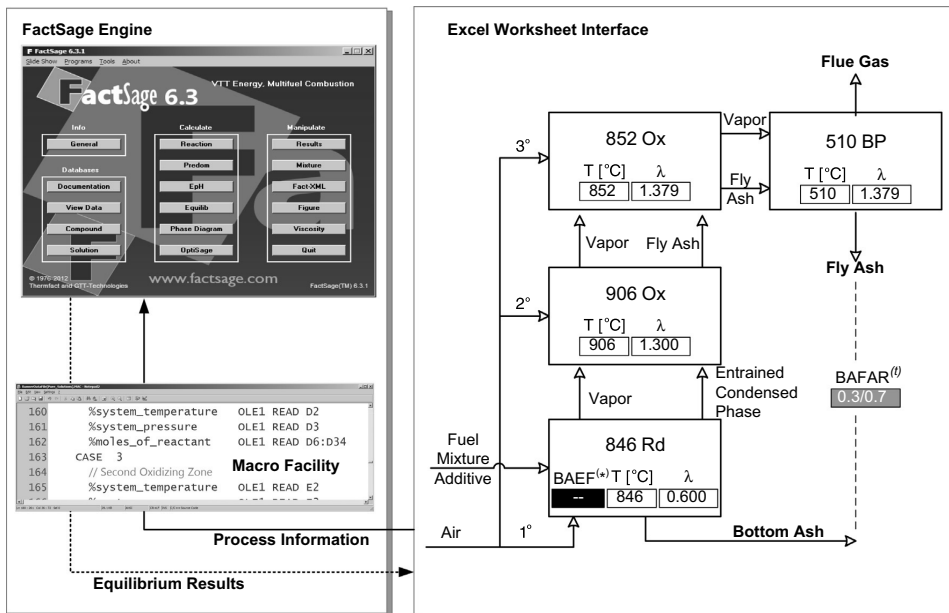 FactSage Engine
FactSage 6.3.1
Slide Show Programs Tools About
VTT Energy, Multifuel Combustion
FactSage 6.3
Info
General
Databases
Documentation
View Data
Compound
Solution
Calculate
Reaction
Predom
EpH
Equilib
Phase Diagram
OptiSage
Manipulate
Results
Mixture
Fact-XML
Figure
Viscosity
Quit
© 1976-2012
Thermfact and GTT-Technologies
www.factsage.com
FactSage(TM) 6.3.1
160 %system_temperature OLE1 READ D2
161 %system_pressure OLE1 READ D3
162 %moles_of_reactant OLE1 READ D6:D34
163 CASE 3
164 // Second Oxidizing Zone
165 %system_temperature OLE1 READ E2
Macro Facility
Process Information
Equilibrium Results
Excel Worksheet Interface
Flue Gas
852 Ox
T [°C] λ
852 1.379
3°
Vapor
Fly
Ash
510 BP
T [°C] λ
510 1.379
Vapor
Fly Ash
Fly Ash
906 Ox
T [°C] λ
906 1.300
2°
Vapor
Entrained
Condensed
Phase
BAFAR(t)
0.3/0.7
Fuel
Mixture
Additive
846 Rd
BAEF(*) T [°C] λ
-- 846 0.600
Air
1°
Bottom Ash